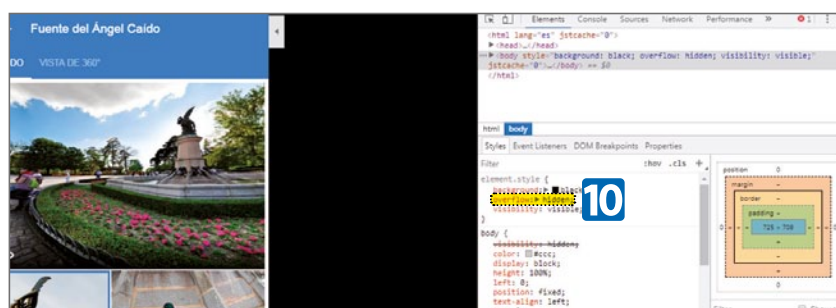 Fuente del Ángel Caído
DO VISTA DE 360°
Elements Console Sources Network Performance » 1
<html lang="es" jstcache="0">
<head>…</head>
<body style="background: black; overflow: hidden; visibility: visible;"
jstcache="0">…</body> == $0
</html>
html body
Styles Event Listeners DOM Breakpoints Properties
Filter :hov .cls +
element.style {
background: black
overflow: hidden;
visibility: visible;
}
10
body {
visibility: hidden;
color: #ccc;
display: block;
height: 100%;
left: 0;
position: fixed;
text-align: left;
position 0
margin -
border -
padding -
0 - - - 725 × 708 - - - 0
-
-
-
0